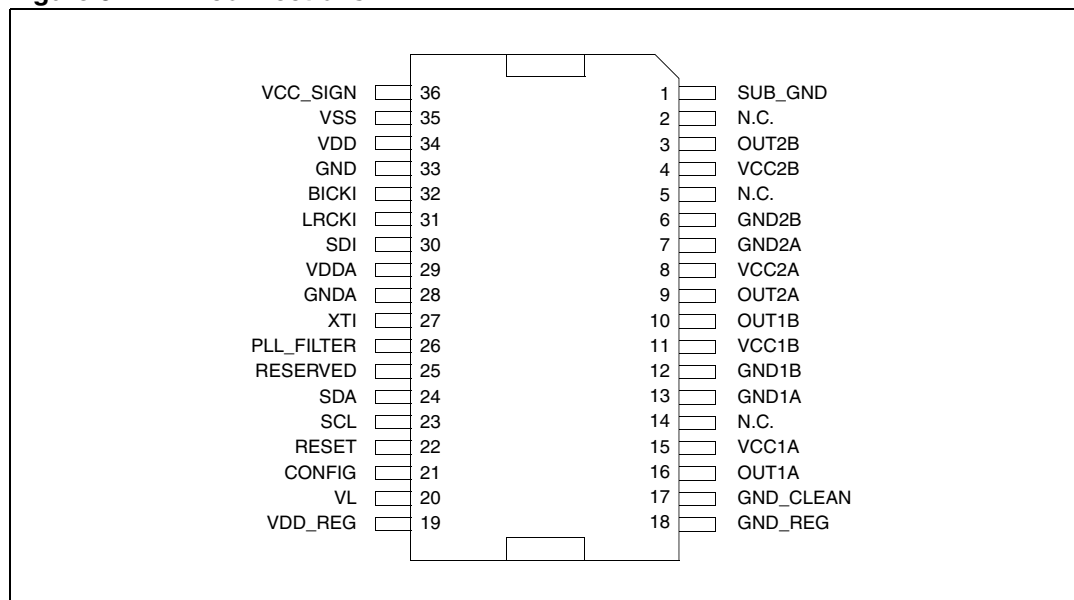 VCC_SIGN 36 1 SUB_GND
VSS 35 2 N.C.
VDD 34 3 OUT2B
GND 33 4 VCC2B
BICKI 32 5 N.C.
LRCKI 31 6 GND2B
SDI 30 7 GND2A
VDDA 29 8 VCC2A
GNDA 28 9 OUT2A
XTI 27 10 OUT1B
PLL_FILTER 26 11 VCC1B
RESERVED 25 12 GND1B
SDA 24 13 GND1A
SCL 23 14 N.C.
RESET 22 15 VCC1A
CONFIG 21 16 OUT1A
VL 20 17 GND_CLEAN
VDD_REG 19 18 GND_REG